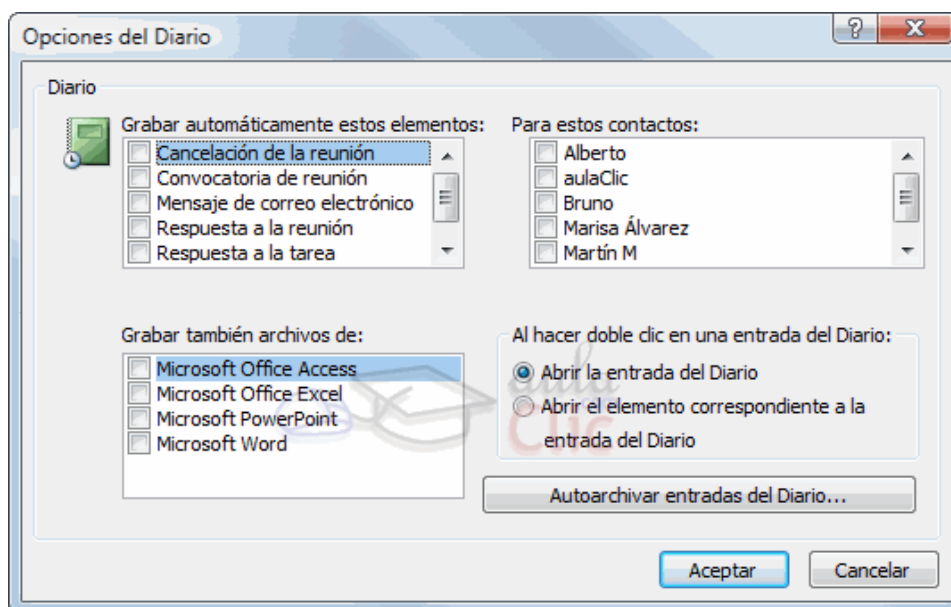 Opciones del Diario
Diario
Grabar automáticamente estos elementos:
Cancelación de la reunión
Convocatoria de reunión
Mensaje de correo electrónico
Respuesta a la reunión
Respuesta a la tarea
Para estos contactos:
Alberto
aulaClic
Bruno
Marisa Álvarez
Martín M
Grabar también archivos de:
Microsoft Office Access
Microsoft Office Excel
Microsoft PowerPoint
Microsoft Word
Al hacer doble clic en una entrada del Diario:
Abrir la entrada del Diario
Abrir el elemento correspondiente a la
entrada del Diario
aula
Clic
Autoarchivar entradas del Diario...
Aceptar
Cancelar